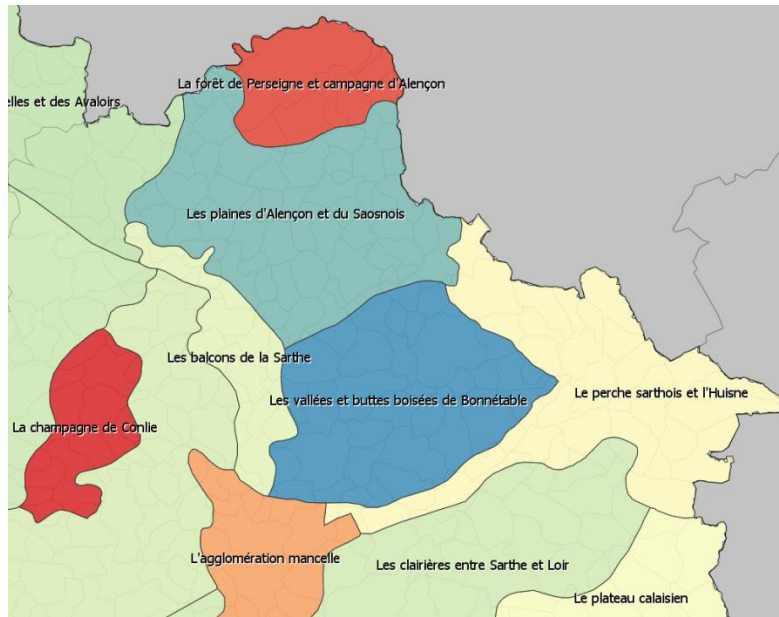 La forêt de Perseigne et campagne d'Alençon
elles et des Avaloirs
Les plaines d'Alençon et du Saosnois
Les balcons de la Sarthe
Le perche sarthois et l'Huisne
Les vallées et buttes boisées de Bonnétable
La champagne de Conlie
L'agglomération mancelle
Les clairières entre Sarthe et Loir
Le plateau calaisien